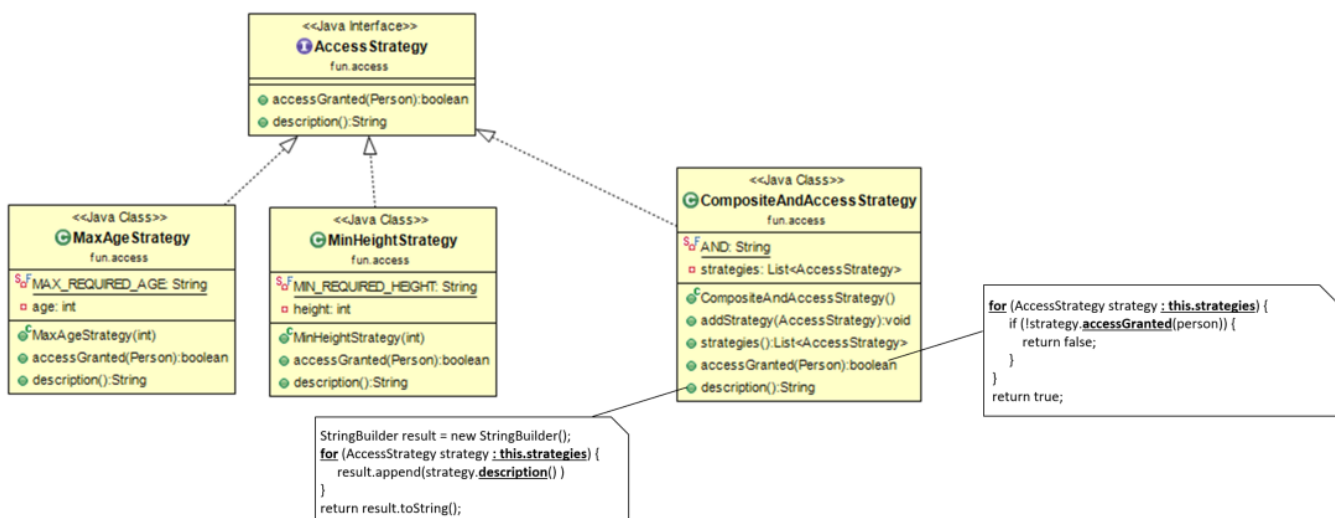 <<Java Interface>>
AccessStrategy
fun.access
accessGranted(Person):boolean
description():String
<<Java Class>>
MaxAgeStrategy
fun.access
MAX_REQUIRED_AGE: String
age: int
MaxAgeStrategy(int)
accessGranted(Person):boolean
description():String
<<Java Class>>
MinHeightStrategy
fun.access
MIN_REQUIRED_HEIGHT: String
height: int
MinHeightStrategy(int)
accessGranted(Person):boolean
description():String
<<Java Class>>
CompositeAndAccessStrategy
fun.access
AND: String
strategies: List<AccessStrategy>
CompositeAndAccessStrategy()
addStrategy(AccessStrategy):void
strategies():List<AccessStrategy>
accessGranted(Person):boolean
description():String
for (AccessStrategy strategy : this.strategies) {
if (!strategy.accessGranted(person)) {
return false;
}
}
return true;
StringBuilder result = new StringBuilder();
for (AccessStrategy strategy : this.strategies) {
result.append(strategy.description() )
}
return result.toString();